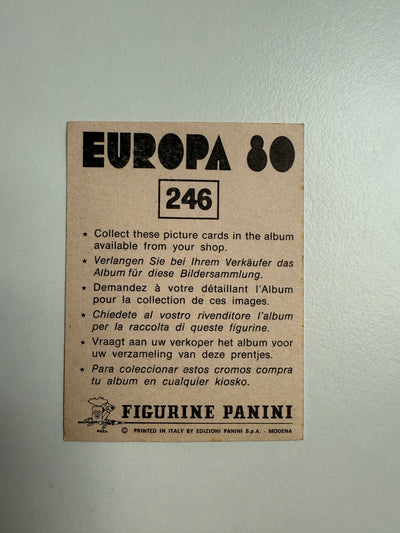 EUROPA 80
246
★ Collect these picture cards in the album
available from your shop.
★ Verlangen Sie bei Ihrem Verkäufer das
Album für diese Bildersammlung.
★ Demandez à votre détaillant l'Album
pour la collection de ces images.
★ Chiedete al vostro rivenditore l'album
per la raccolta di queste figurine.
★ Vraagt aan uw verkoper het album voor
uw verzameling van deze prentjes.
★ Para coleccionar estos cromos compra
tu album en cualquier kiosko.
FIGURINE PANINI
© PRINTED IN ITALY BY EDIZIONI PANINI S.p.A. - MODENA